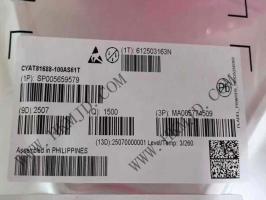 (1T): 612503163N
CYAT81688-100AS61T
(1P): SP005659579
(9D): 2507
(Q): 1500
(3P): MA005774509
(13D):25070000001 Level/Temp: 3/260
Assembled in PHILIPPINES